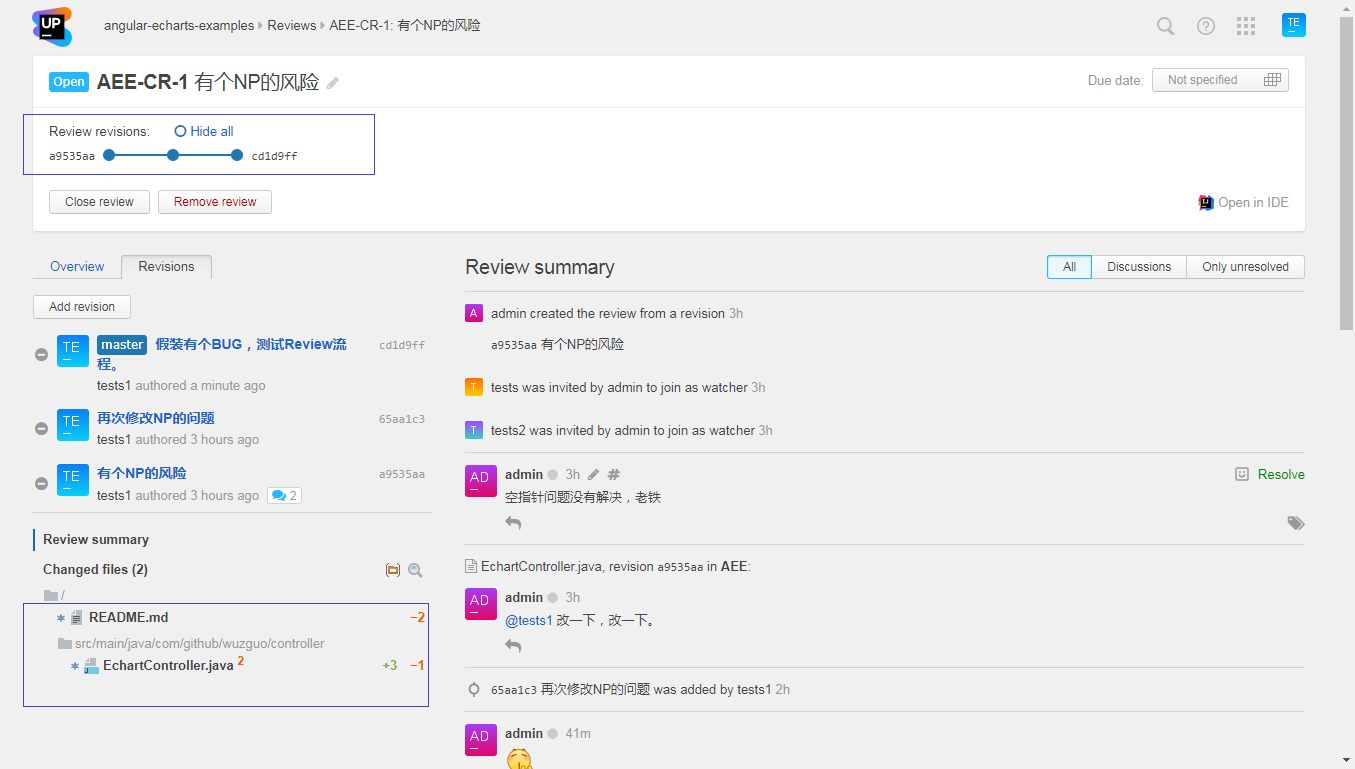 UP
angular-echarts-examples Reviews AEE-CR-1: 有个NP的风险
TE
Open AEE-CR-1 有个NP的风险
Due date: Not specified
Review revisions: Hide all
a9535aa cd1d9ff
Close review Remove review
Open in IDE
Overview Revisions
Add revision
TE master 假装有个BUG，测试Review流 cd1d9ff
程。
tests1 authored a minute ago
TE 再次修改NP的问题 65aa1c3
tests1 authored 3 hours ago
TE 有个NP的风险 a9535aa
tests1 authored 3 hours ago 2
Review summary
Changed files (2)
/
README.md −2
src/main/java/com/github/wuzguo/controller
EchartController.java 2 +3 −1
Review summary
All Discussions Only unresolved
A admin created the review from a revision 3h
a9535aa 有个NP的风险
T tests was invited by admin to join as watcher 3h
T tests2 was invited by admin to join as watcher 3h
AD admin 3h Resolve
空指针问题没有解决，老铁
EchartController.java, revision a9535aa in AEE:
AD admin 3h
@tests1 改一下，改一下。
65aa1c3 再次修改NP的问题 was added by tests1 2h
AD admin 41m